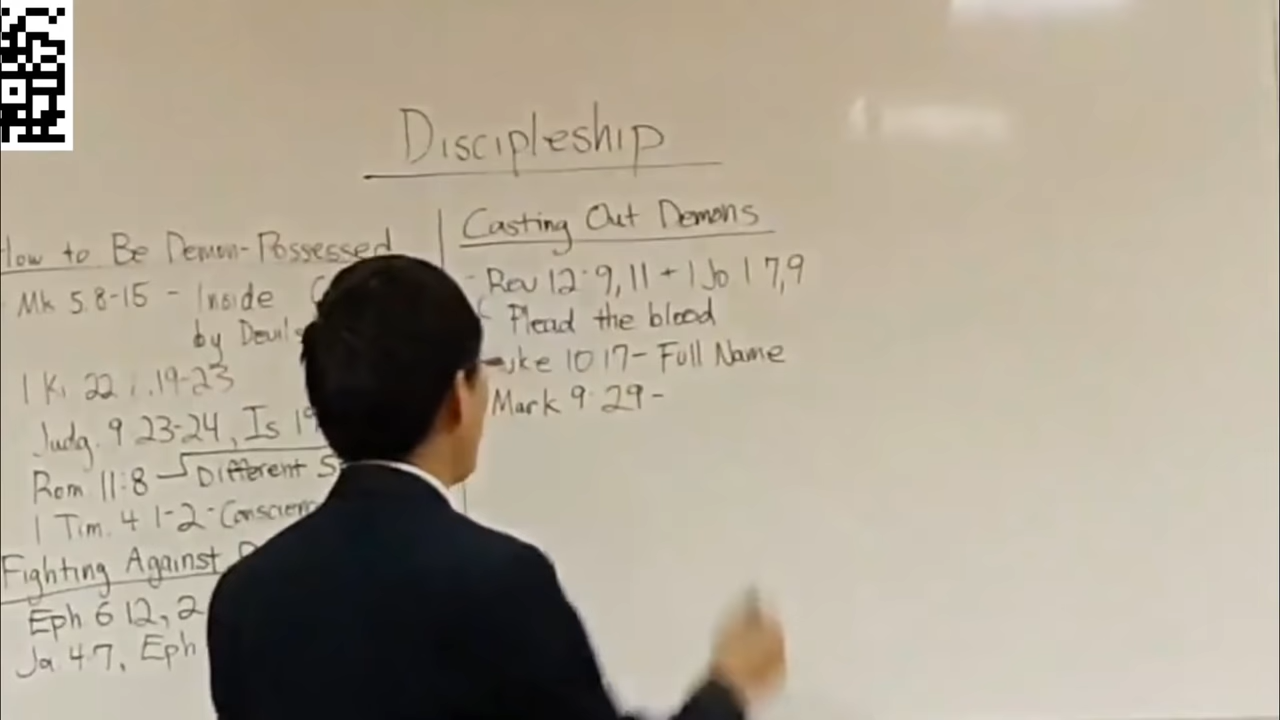 Discipleship
How to Be Demon-Possessed
Mk 5:8-15 - Inside
by Devils
1 Ki 22 19-23
Judg. 9 23-24, Is 19
Rom 11:8 Different
1 Tim. 4 1-2-
Fighting Against
Eph 6 12, 2
Ja 4:7, Eph
Casting Out Demons
- Rev 12:9,11 + 1 Jo 1 7,9
Plead the blood
Luke 10 17- Full Name
Mark 9:29-